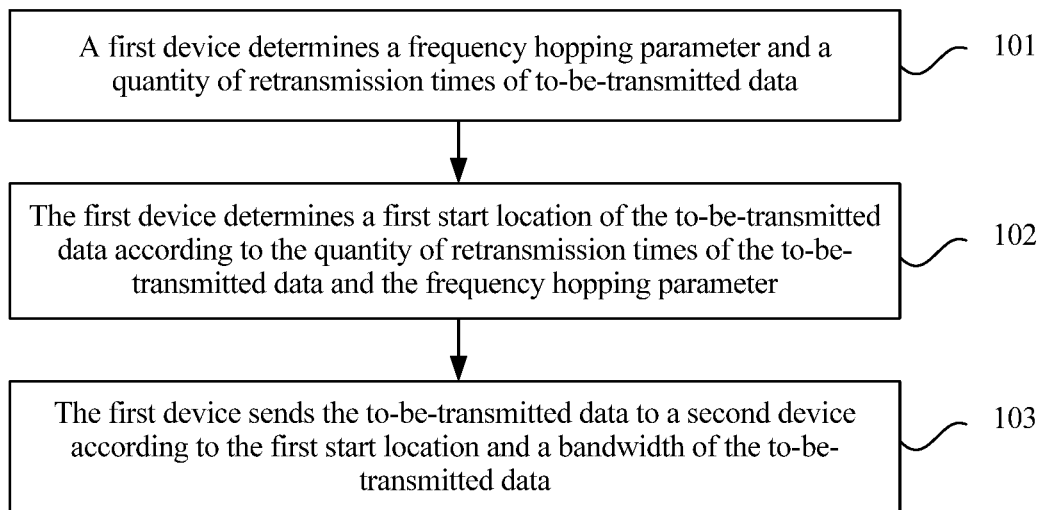 A first device determines a frequency hopping parameter and a
quantity of retransmission times of to-be-transmitted data
101
The first device determines a first start location of the to-be-transmitted
data according to the quantity of retransmission times of the to-be-
transmitted data and the frequency hopping parameter
102
The first device sends the to-be-transmitted data to a second device
according to the first start location and a bandwidth of the to-be-
transmitted data
103